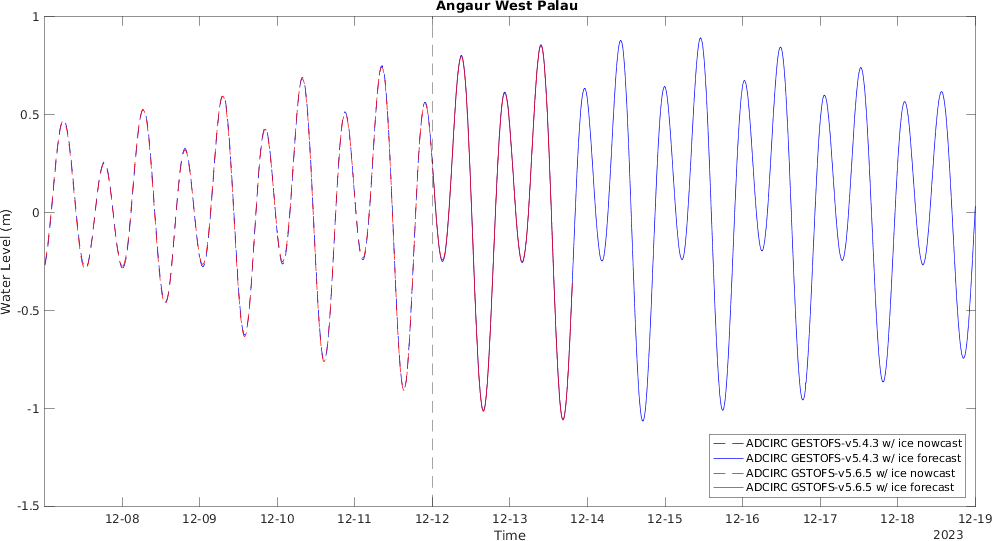 Angaur West Palau
1
0.5
0
-0.5
-1
-1.5
Water Level (m)
ADCIRC GESTOFS-v5.4.3 w/ ice nowcast
ADCIRC GESTOFS-v5.4.3 w/ ice forecast
ADCIRC GSTOFS-v5.6.5 w/ ice nowcast
ADCIRC GSTOFS-v5.6.5 w/ ice forecast
12-08 12-09 12-10 12-11 12-12 12-13 12-14 12-15 12-16 12-17 12-18 12-19
Time
2023